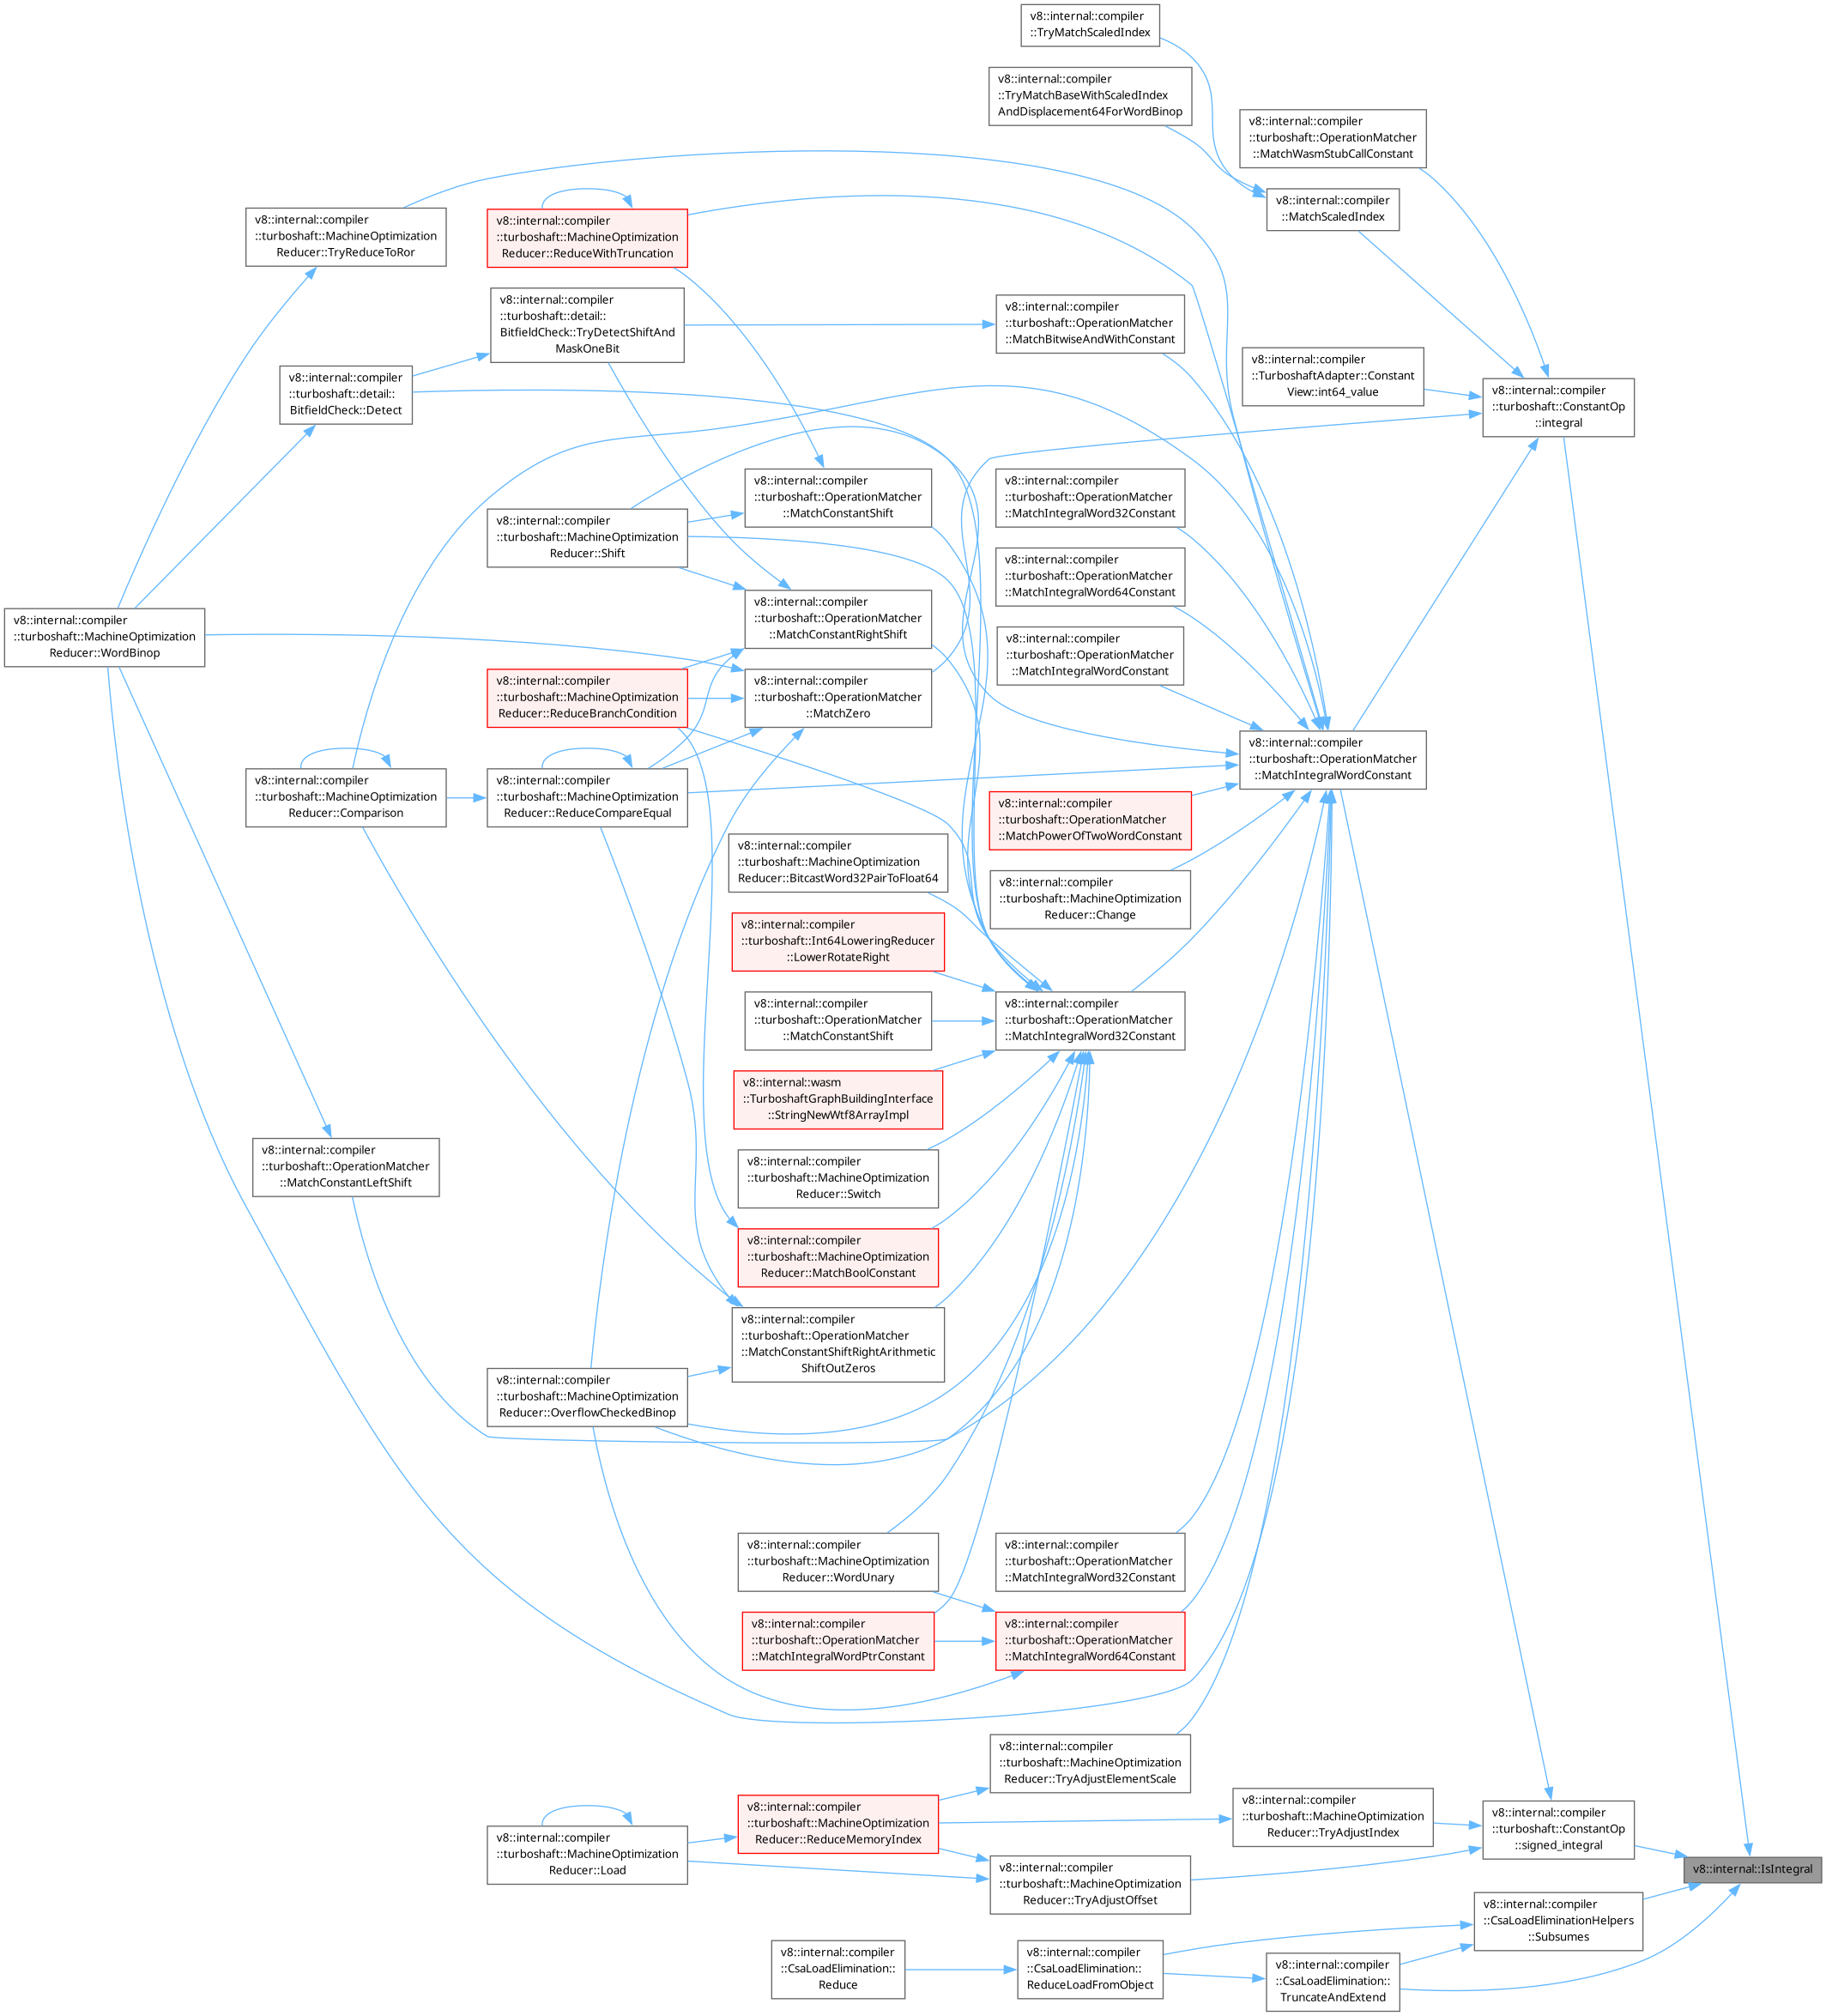 v8::internal::compiler
::TryMatchScaledIndex
v8::internal::compiler
::TryMatchBaseWithScaledIndex
AndDisplacement64ForWordBinop
v8::internal::compiler
::turboshaft::OperationMatcher
::MatchWasmStubCallConstant
v8::internal::compiler
::MatchScaledIndex
v8::internal::compiler
::turboshaft::MachineOptimization
Reducer::TryReduceToRor
v8::internal::compiler
::turboshaft::MachineOptimization
Reducer::ReduceWithTruncation
v8::internal::compiler
::turboshaft::detail::
BitfieldCheck::TryDetectShiftAnd
MaskOneBit
v8::internal::compiler
::turboshaft::OperationMatcher
::MatchBitwiseAndWithConstant
v8::internal::compiler
::TurboshaftAdapter::Constant
View::int64_value
v8::internal::compiler
::turboshaft::ConstantOp
::integral
v8::internal::compiler
::turboshaft::detail::
BitfieldCheck::Detect
v8::internal::compiler
::turboshaft::OperationMatcher
::MatchConstantShift
v8::internal::compiler
::turboshaft::OperationMatcher
::MatchIntegralWord32Constant
v8::internal::compiler
::turboshaft::MachineOptimization
Reducer::Shift
v8::internal::compiler
::turboshaft::OperationMatcher
::MatchIntegralWord64Constant
v8::internal::compiler
::turboshaft::OperationMatcher
::MatchConstantRightShift
v8::internal::compiler
::turboshaft::MachineOptimization
Reducer::WordBinop
v8::internal::compiler
::turboshaft::OperationMatcher
::MatchIntegralWordConstant
v8::internal::compiler
::turboshaft::MachineOptimization
Reducer::ReduceBranchCondition
v8::internal::compiler
::turboshaft::OperationMatcher
::MatchZero
v8::internal::compiler
::turboshaft::OperationMatcher
::MatchIntegralWordConstant
v8::internal::compiler
::turboshaft::MachineOptimization
Reducer::Comparison
v8::internal::compiler
::turboshaft::MachineOptimization
Reducer::ReduceCompareEqual
v8::internal::compiler
::turboshaft::OperationMatcher
::MatchPowerOfTwoWordConstant
v8::internal::compiler
::turboshaft::MachineOptimization
Reducer::BitcastWord32PairToFloat64
v8::internal::compiler
::turboshaft::MachineOptimization
Reducer::Change
v8::internal::compiler
::turboshaft::Int64LoweringReducer
::LowerRotateRight
v8::internal::compiler
::turboshaft::OperationMatcher
::MatchConstantShift
v8::internal::compiler
::turboshaft::OperationMatcher
::MatchIntegralWord32Constant
v8::internal::wasm
::TurboshaftGraphBuildingInterface
::StringNewWtf8ArrayImpl
v8::internal::compiler
::turboshaft::OperationMatcher
::MatchConstantLeftShift
v8::internal::compiler
::turboshaft::MachineOptimization
Reducer::Switch
v8::internal::compiler
::turboshaft::MachineOptimization
Reducer::MatchBoolConstant
v8::internal::compiler
::turboshaft::OperationMatcher
::MatchConstantShiftRightArithmetic
ShiftOutZeros
v8::internal::compiler
::turboshaft::MachineOptimization
Reducer::OverflowCheckedBinop
v8::internal::compiler
::turboshaft::MachineOptimization
Reducer::WordUnary
v8::internal::compiler
::turboshaft::OperationMatcher
::MatchIntegralWord32Constant
v8::internal::compiler
::turboshaft::OperationMatcher
::MatchIntegralWordPtrConstant
v8::internal::compiler
::turboshaft::OperationMatcher
::MatchIntegralWord64Constant
v8::internal::compiler
::turboshaft::MachineOptimization
Reducer::TryAdjustElementScale
v8::internal::compiler
::turboshaft::MachineOptimization
Reducer::Load
v8::internal::compiler
::turboshaft::MachineOptimization
Reducer::ReduceMemoryIndex
v8::internal::compiler
::turboshaft::MachineOptimization
Reducer::TryAdjustIndex
v8::internal::compiler
::turboshaft::ConstantOp
::signed_integral
v8::internal::compiler
::turboshaft::MachineOptimization
Reducer::TryAdjustOffset
v8::internal::IsIntegral
v8::internal::compiler
::CsaLoadEliminationHelpers
::Subsumes
v8::internal::compiler
::CsaLoadElimination::
Reduce
v8::internal::compiler
::CsaLoadElimination::
ReduceLoadFromObject
v8::internal::compiler
::CsaLoadElimination::
TruncateAndExtend